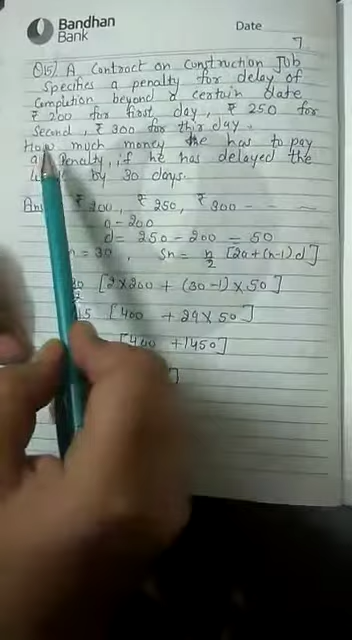 Bandhan
Bank
Date
7
Q15) A Contract on Construction Job
Specifies a penalty for delay of
Completion beyond a certain date
₹ 200 for first day, ₹ 250 for
Second, ₹ 300 for third day.
How much money the has to pay
Penalty, if he has delayed the
by 30 days.
Ans ₹ 200, ₹ 250, ₹ 300 - - -
a = 200
d = 250 - 200 = 50
= 30, Sn = n/2 [2a + (n-1)d]
[2 x 200 + (30-1) x 50]
15 [400 + 29 x 50]
[400 + 1450]
]